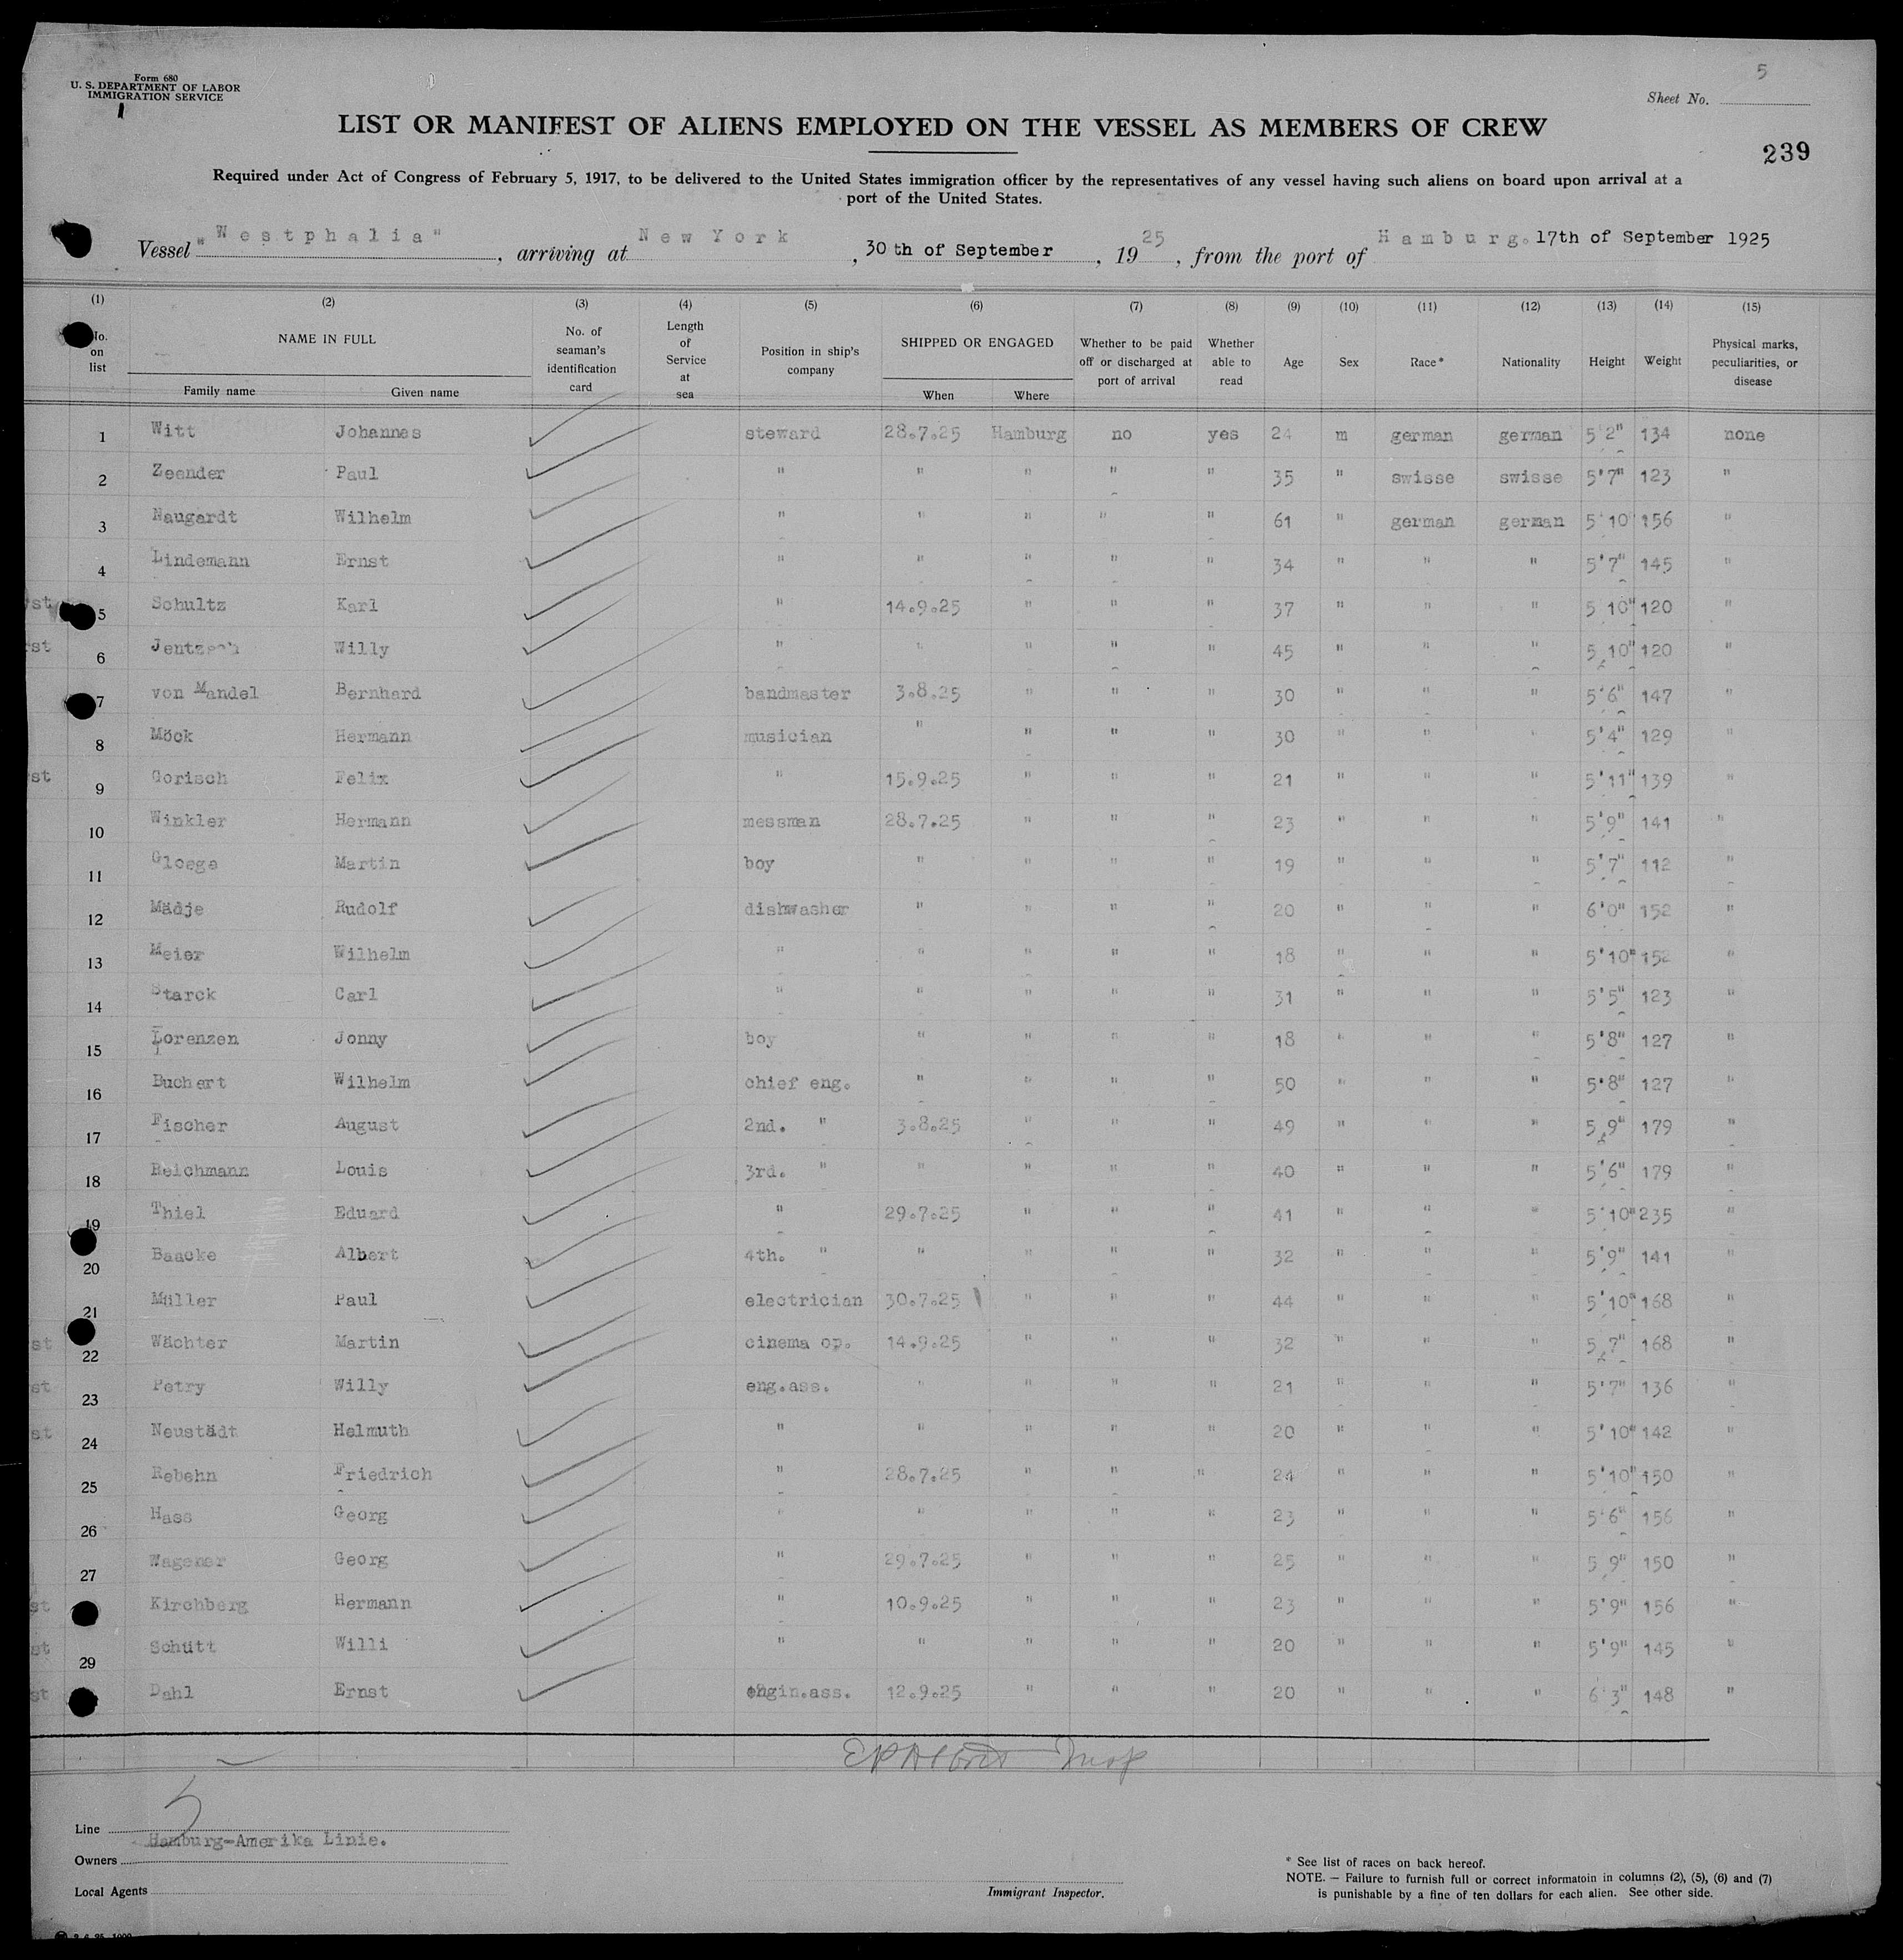 Form 680
U. S. DEPARTMENT OF LABOR
IMMIGRATION SERVICE
5
Sheet No.
LIST OR MANIFEST OF ALIENS EMPLOYED ON THE VESSEL AS MEMBERS OF CREW
239
Required under Act of Congress of February 5, 1917, to be delivered to the United States immigration officer by the representatives of any vessel having such aliens on board upon arrival at a
port of the United States.
Vessel "Westphalia", arriving at New York, 30th of September, 1925, from the port of Hamburg. 17th of September 1925
(1) (2) (3) (4) (5) (6) (7) (8) (9) (10) (11) (12) (13) (14) (15)
No. on list NAME IN FULL Family name Given name No. of seaman's identification card Length of Service at sea Position in ship's company SHIPPED OR ENGAGED When Where Whether to be paid off or discharged at port of arrival Whether able to read Age Sex Race* Nationality Height Weight Physical marks, peculiarities, or disease
1 Witt Johannes steward 28.7.25 Hamburg no yes 24 m german german 5'2" 134 none
2 Zeender Paul " " " " " 35 " swisse swisse 5'7" 123 "
3 Naugardt Wilhelm " " " " " 61 " german german 5'10" 156 "
4 Lindemann Ernst " " " " " 34 " " " 5'7" 145 "
st 5 Schultz Karl " 14.9.25 " " " 37 " " " 5'10" 120 "
st 6 Jentzsch Willy " " " " " 45 " " " 5'10" 120 "
7 von Mandel Bernhard bandmaster 3.8.25 " " " 30 " " " 5'6" 147 "
8 Möck Hermann musician " " " " 30 " " " 5'4" 129 "
st 9 Gorisch Felix " 15.9.25 " " " 21 " " " 5'11" 139 "
10 Winkler Hermann messman 28.7.25 " " " 23 " " " 5'9" 141 "
11 Gloege Martin boy " " " " 19 " " " 5'7" 112 "
12 Mädje Rudolf dishwasher " " " " 20 " " " 6'0" 152 "
13 Meier Wilhelm " " " " " 18 " " " 5'10" 152 "
14 Starck Carl " " " " " 31 " " " 5'5" 123 "
15 Lorenzen Jonny boy " " " " 18 " " " 5'8" 127 "
16 Buchert Wilhelm chief eng. " " " " 50 " " " 5'8" 127 "
17 Fischer August 2nd. " 3.8.25 " " " 49 " " " 5'9" 179 "
18 Reichmann Louis 3rd. " " " " " 40 " " " 5'6" 179 "
19 Thiel Eduard " 29.7.25 " " " 41 " " " 5'10" 235 "
20 Baacke Albert 4th. " " " " " 32 " " " 5'9" 141 "
21 Müller Paul electrician 30.7.25 " " " 44 " " " 5'10" 168 "
st 22 Wächter Martin cinema op. 14.9.25 " " " 32 " " " 5'7" 168 "
st 23 Petry Willy eng.ass. " " " " 21 " " " 5'7" 136 "
st 24 Neustädt Helmuth " " " " " 20 " " " 5'10" 142 "
25 Rebehn Friedrich " 28.7.25 " " " 24 " " " 5'10" 150 "
26 Hass Georg " " " " " 23 " " " 5'6" 156 "
27 Wagener Georg " 29.7.25 " " " 25 " " " 5'9" 150 "
st Kirchberg Hermann " 10.9.25 " " " 23 " " " 5'9" 156 "
st 29 Schütt Willi " " " " " 20 " " " 5'9" 145 "
st Dahl Ernst engin.ass. 12.9.25 " " " 20 " " " 6'3" 148 "
Insp
5
Line
Hamburg-Amerika Linie.
Owners
Local Agents
Immigrant Inspector.
* See list of races on back hereof.
NOTE. — Failure to furnish full or correct informatoin in columns (2), (5), (6) and (7)
is punishable by a fine of ten dollars for each alien. See other side.